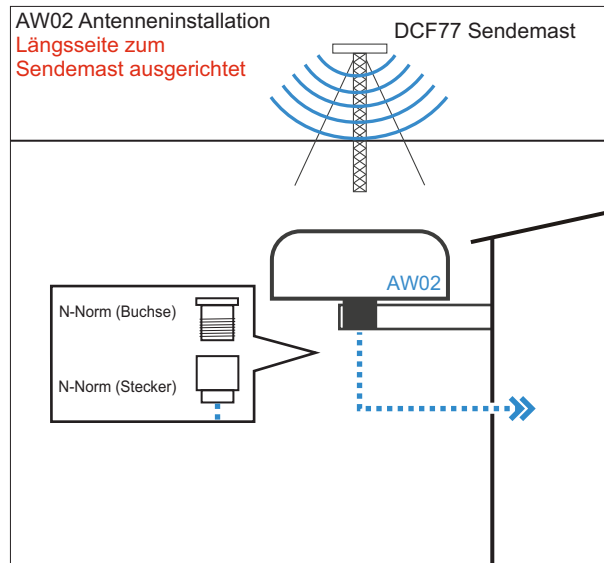 AW02 Antenneninstallation
Längsseite zum
Sendemast ausgerichtet
DCF77 Sendemast
AW02
N-Norm (Buchse)
N-Norm (Stecker)